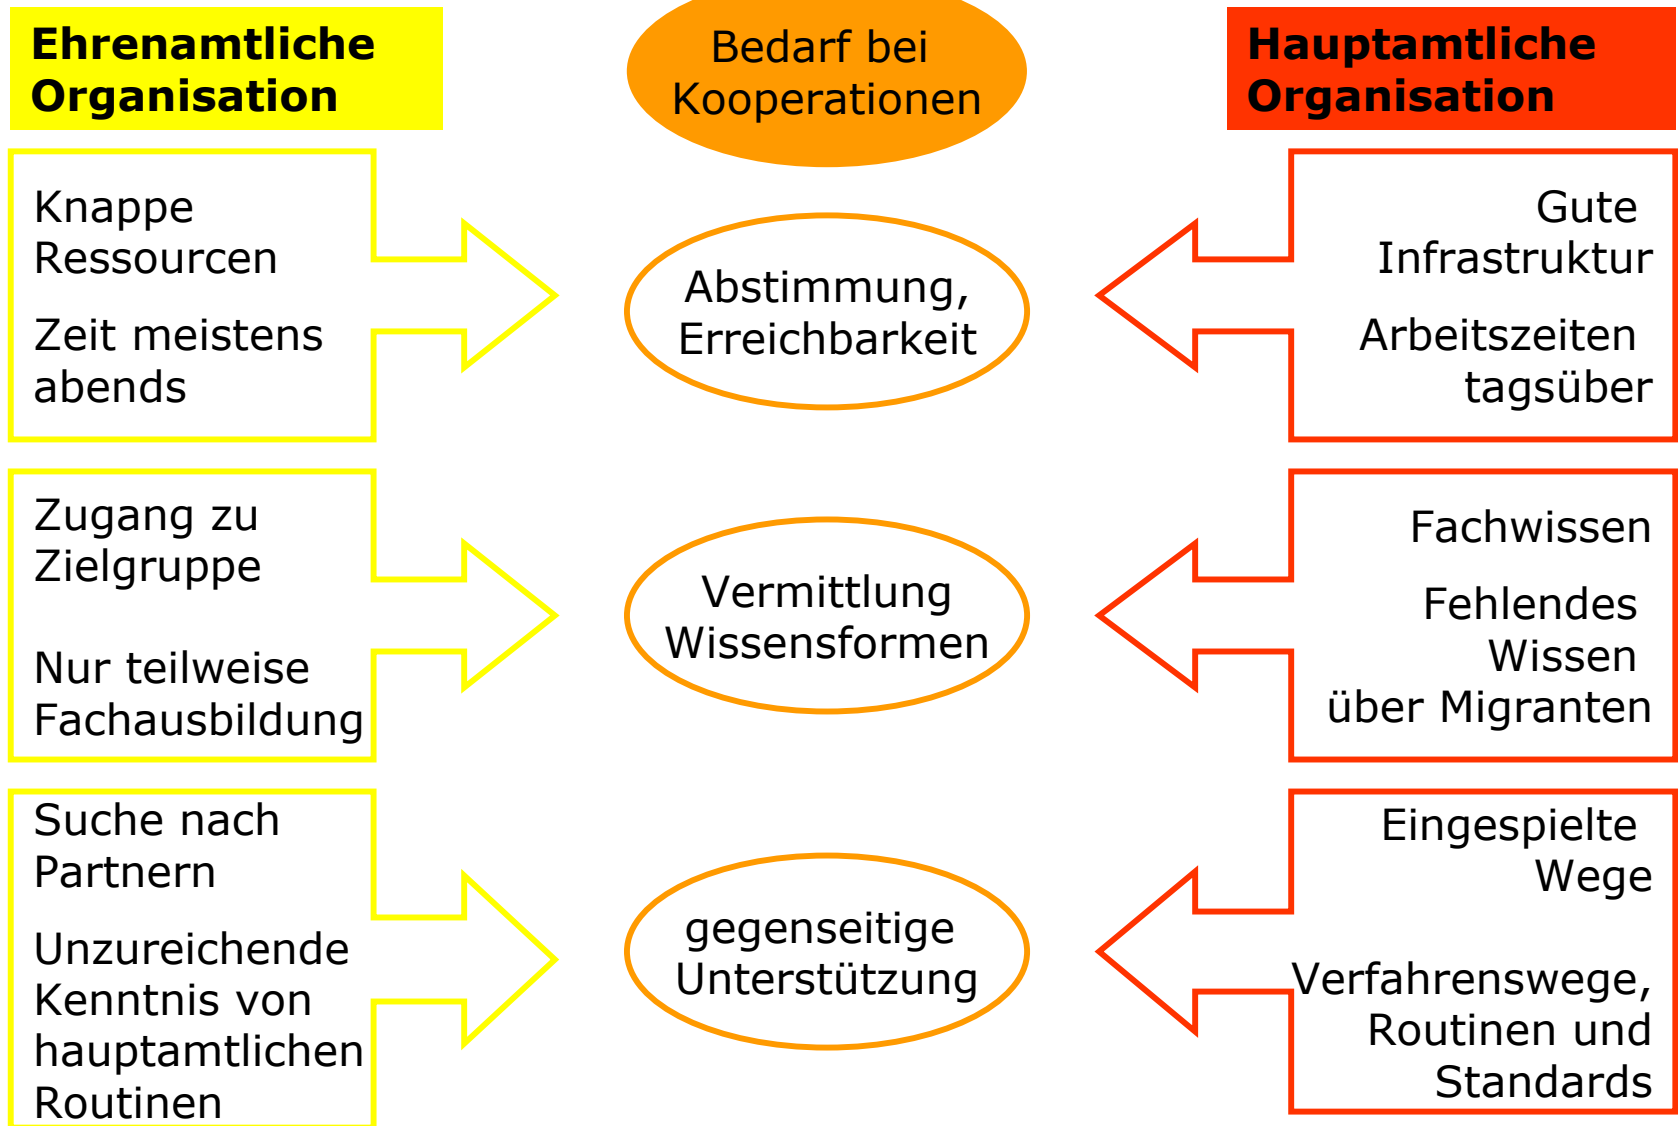 Ehrenamtliche
Organisation
Bedarf bei
Kooperationen
Hauptamtliche
Organisation
Knappe
Ressourcen
Zeit meistens
abends
Abstimmung,
Erreichbarkeit
Gute
Infrastruktur
Arbeitszeiten
tagsüber
Zugang zu
Zielgruppe
Nur teilweise
Fachausbildung
Vermittlung
Wissensformen
Fachwissen
Fehlendes
Wissen
über Migranten
Suche nach
Partnern
Unzureichende
Kenntnis von
hauptamtlichen
Routinen
gegenseitige
Unterstützung
Eingespielte
Wege
Verfahrenswege,
Routinen und
Standards